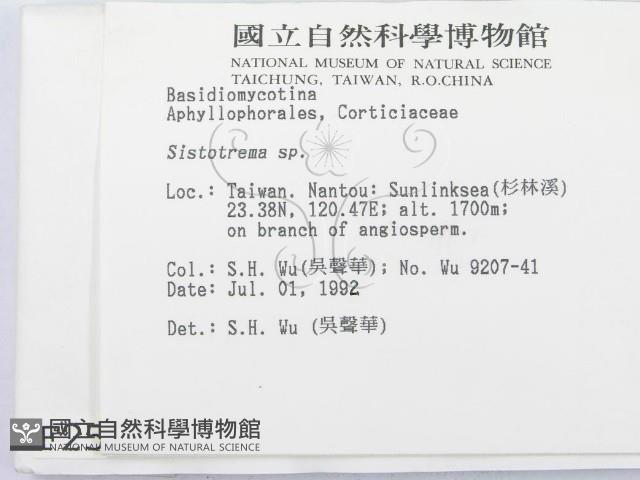 國立自然科學博物館
NATIONAL MUSEUM OF NATURAL SCIENCE
TAICHUNG, TAIWAN, R.O.CHINA
Basidiomycotina
Aphyllophorales, Corticiaceae
Sistotrema sp.
Loc.: Taiwan. Nantou: Sunlinksea(杉林溪)
23.38N, 120.47E; alt. 1700m;
on branch of angiosperm.
Col.: S.H. Wu(吳聲華); No. Wu 9207-41
Date: Jul. 01, 1992
Det.: S.H. Wu (吳聲華)
國立自然科學博物館
NATIONAL MUSEUM OF NATURAL SCIENCE